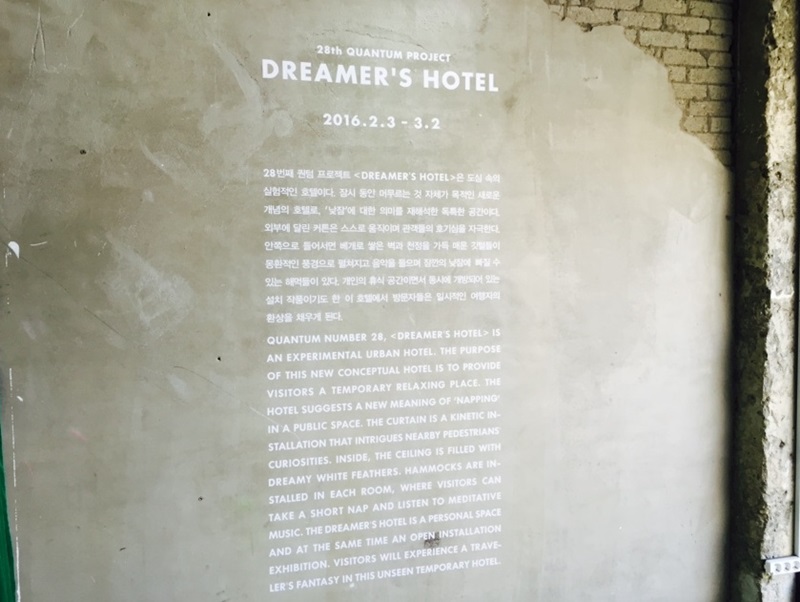 28th QUANTUM PROJECT
DREAMER'S HOTEL
2016.2.3 - 3.2
28번째 퀀텀 프로젝트 <DREAMER'S HOTEL>은 도심 속의
실험적인 호텔이다. 잠시 동안 머무르는 것 자체가 목적인 새로운
개념의 호텔로, '낮잠'에 대한 의미를 재해석한 독특한 공간이다.
외부에 달린 커튼은 스스로 움직이며 관객들의 호기심을 자극한다.
안쪽으로 들어서면 베개로 쌓은 벽과 천장을 가득 메운 깃털들이
몽환적인 풍경으로 펼쳐지고 음악을 들으며 잠깐의 낮잠에 빠질 수
있는 해먹들이 있다. 개인의 휴식 공간이면서 동시에 개방되어 있는
설치 작품이기도 한 이 호텔에서 방문자들은 일시적인 여행자의
환상을 채우게 된다.
QUANTUM NUMBER 28, <DREAMER'S HOTEL> IS
AN EXPERIMENTAL URBAN HOTEL. THE PURPOSE
OF THIS NEW CONCEPTUAL HOTEL IS TO PROVIDE
VISITORS A TEMPORARY RELAXING PLACE. THE
HOTEL SUGGESTS A NEW MEANING OF 'NAPPING'
IN A PUBLIC SPACE. THE CURTAIN IS A KINETIC IN-
STALLATION THAT INTRIGUES NEARBY PEDESTRIANS'
CURIOSITIES. INSIDE, THE CEILING IS FILLED WITH
DREAMY WHITE FEATHERS. HAMMOCKS ARE IN-
STALLED IN EACH ROOM, WHERE VISITORS CAN
TAKE A SHORT NAP AND LISTEN TO MEDITATIVE
MUSIC. THE DREAMER'S HOTEL IS A PERSONAL SPACE
AND AT THE SAME TIME AN OPEN INSTALLATION
EXHIBITION. VISITORS WILL EXPERIENCE A TRAVE-
LER'S FANTASY IN THIS UNSEEN TEMPORARY HOTEL.